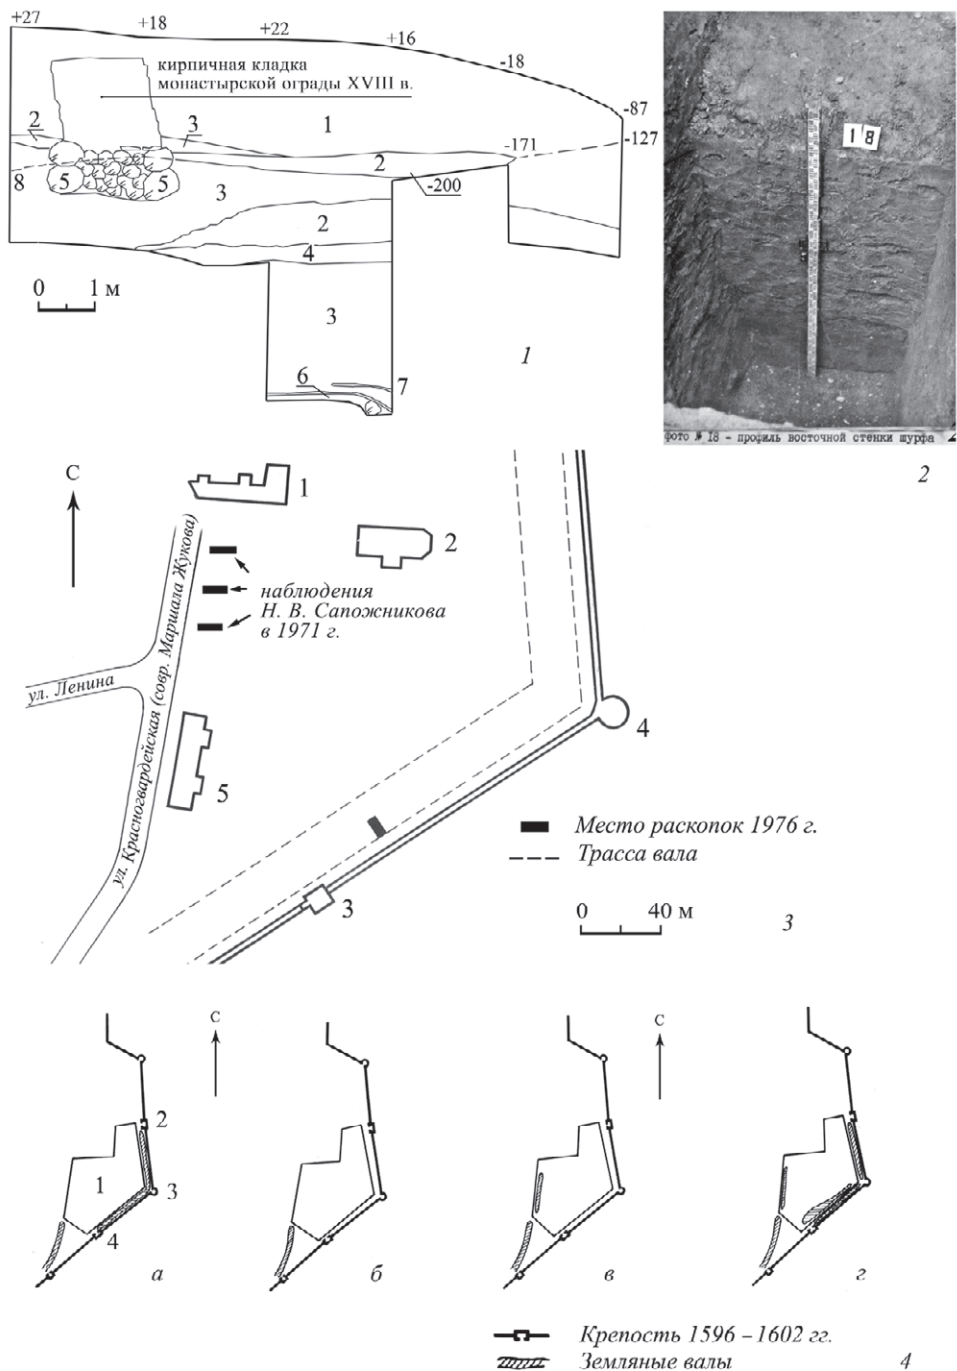 +27
+18
+22
+16
-18
-87
-127
кирпичная кладка
монастырской ограды XVIII в.
2
3
1
-171
2
8
5
5
3
-200
2
4
0 1 м
3
1
6
7
18
фото № 18 - профиль восточной стенки шурфа
2
С
1
2
наблюдения
Н. В. Сапожникова
в 1971 г.
ул. Ленина
ул. Красногвардейская (совр. Маршала Жукова)
4
5
3
Место раскопок 1976 г.
Трасса вала
0 40 м
3
С
С
2
1
3
4
а
б
в
г
Крепость 1596 – 1602 гг.
Земляные валы
4